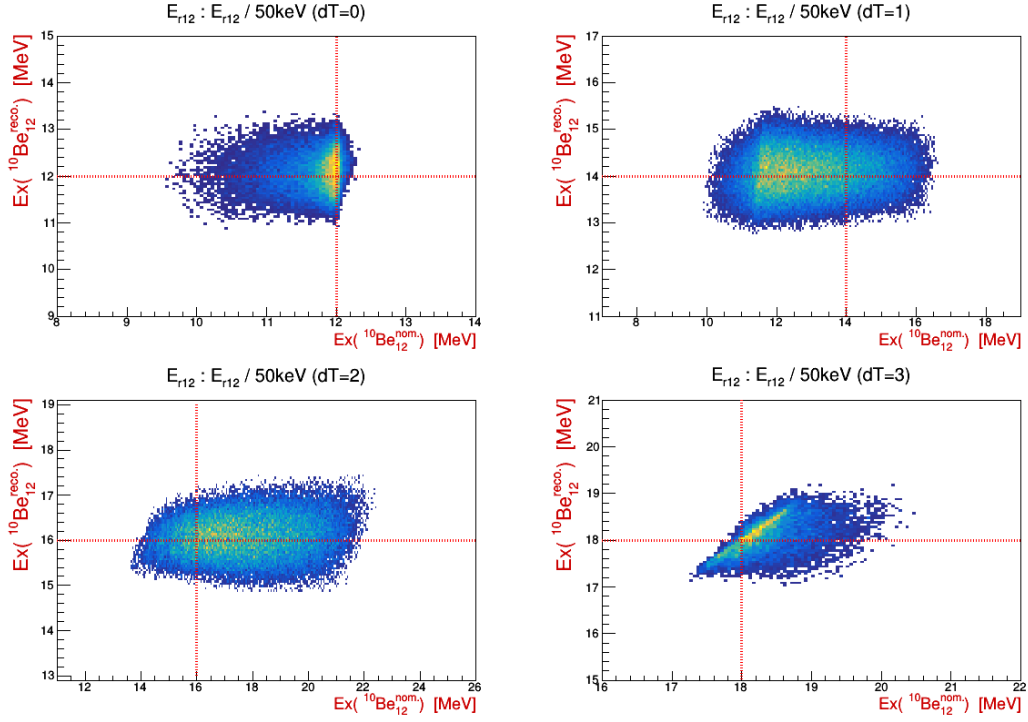 E_r12 : E_r12 / 50keV (dT=0)
Ex( ¹⁰Be₁₂^reco. ) [MeV]
15
14
13
12
11
10
9
8 9 10 11 12 13 14
Ex( ¹⁰Be₁₂^nom. ) [MeV]
E_r12 : E_r12 / 50keV (dT=1)
Ex( ¹⁰Be₁₂^reco. ) [MeV]
17
16
15
14
13
12
11
8 10 12 14 16 18
Ex( ¹⁰Be₁₂^nom. ) [MeV]
E_r12 : E_r12 / 50keV (dT=2)
Ex( ¹⁰Be₁₂^reco. ) [MeV]
19
18
17
16
15
14
13
12 14 16 18 20 22 24 26
Ex( ¹⁰Be₁₂^nom. ) [MeV]
E_r12 : E_r12 / 50keV (dT=3)
Ex( ¹⁰Be₁₂^reco. ) [MeV]
21
20
19
18
17
16
15
16 17 18 19 20 21 22
Ex( ¹⁰Be₁₂^nom. ) [MeV]